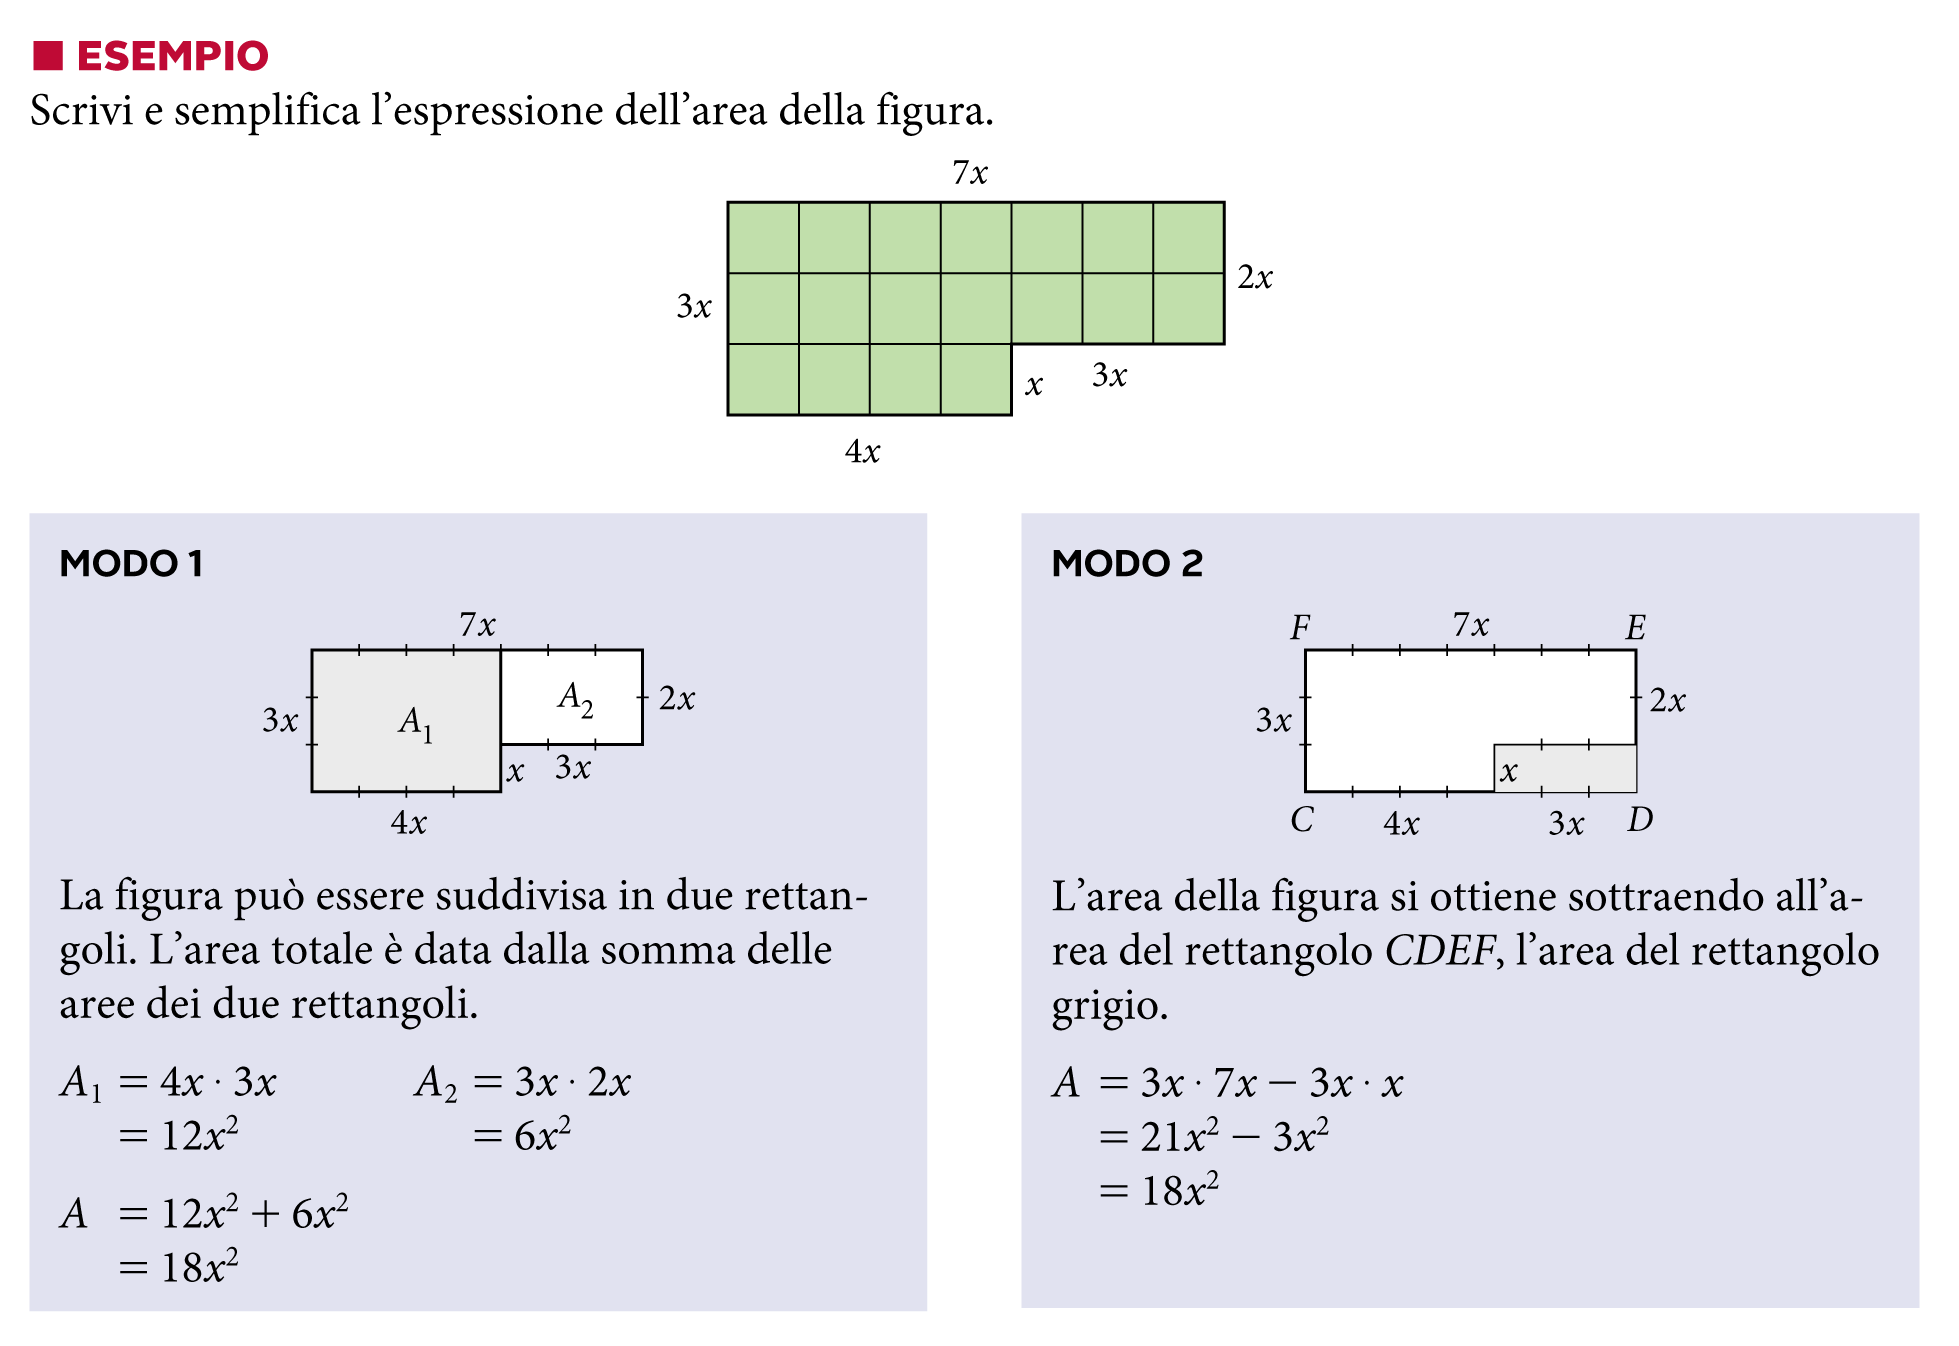 ESEMPIO
Scrivi e semplifica l’espressione dell’area della figura.
7x
3x
2x
x
3x
4x
MODO 1
7x
3x
A₁
A₂
2x
x
3x
4x
La figura può essere suddivisa in due rettan-
goli. L’area totale è data dalla somma delle
aree dei due rettangoli.
A₁ = 4x · 3x A₂ = 3x · 2x
= 12x² = 6x²
A = 12x² + 6x²
= 18x²
MODO 2
F 7x E
3x
2x
x
C 4x 3x D
L’area della figura si ottiene sottraendo all’a-
rea del rettangolo CDEF, l’area del rettangolo
grigio.
A = 3x · 7x − 3x · x
= 21x² − 3x²
= 18x²